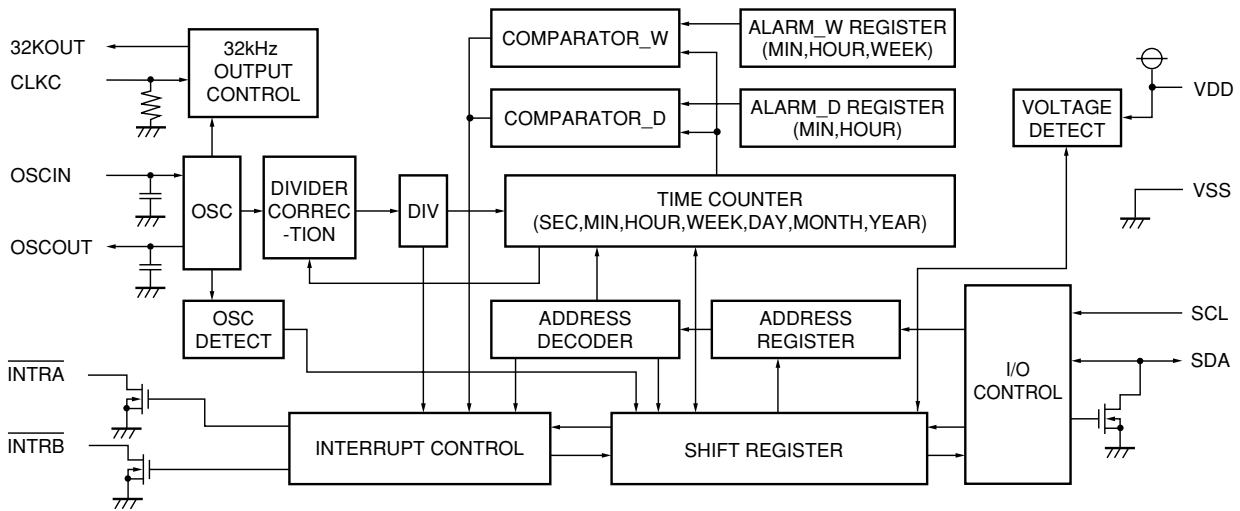 32KOUT
CLKC
32kHz
OUTPUT
CONTROL
COMPARATOR_W
ALARM_W REGISTER
(MIN,HOUR,WEEK)
COMPARATOR_D
ALARM_D REGISTER
(MIN,HOUR)
VOLTAGE
DETECT
VDD
VSS
OSCIN
OSCOUT
OSC
DIVIDER
CORREC
-TION
DIV
TIME COUNTER
(SEC,MIN,HOUR,WEEK,DAY,MONTH,YEAR)
OSC
DETECT
ADDRESS
DECODER
ADDRESS
REGISTER
I/O
CONTROL
SCL
SDA
INTRA
INTRB
INTERRUPT CONTROL
SHIFT REGISTER